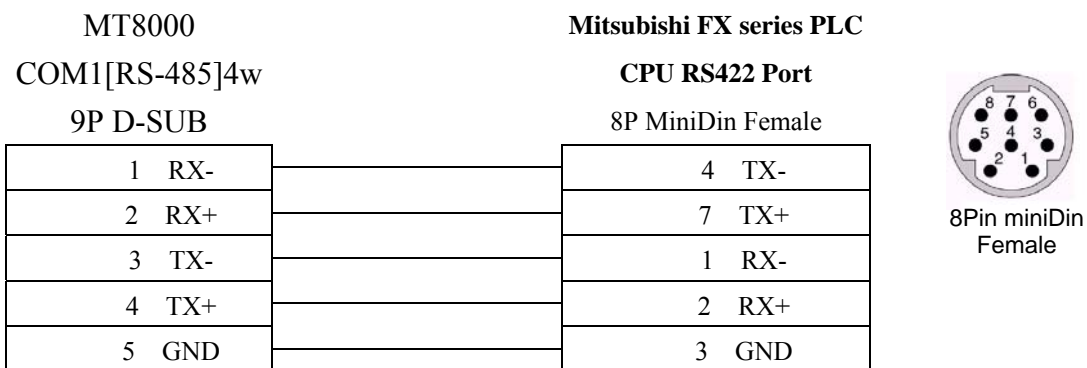 MT8000 Mitsubishi FX series PLC
COM1[RS-485]4w CPU RS422 Port
9P D-SUB 8P MiniDin Female
1 RX- 4 TX-
2 RX+ 7 TX+
3 TX- 1 RX-
4 TX+ 2 RX+
5 GND 3 GND
8 7 6
5 4 3
2 1
8Pin miniDin
Female